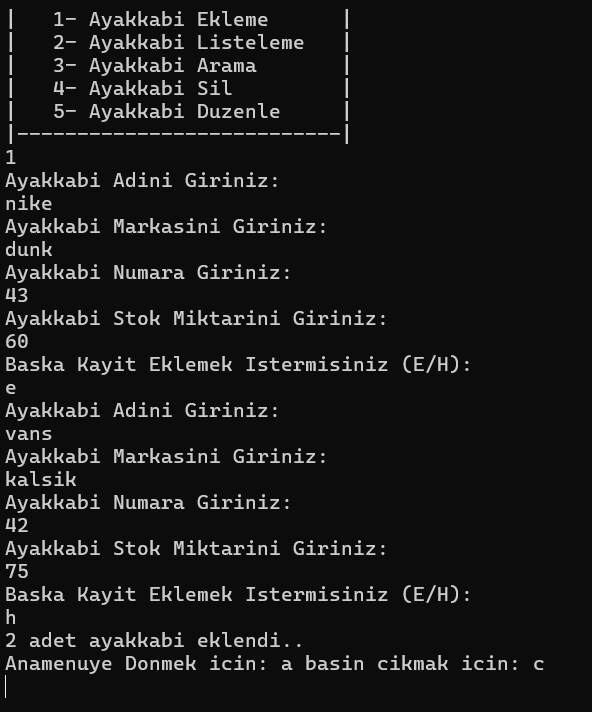 |   1- Ayakkabi Ekleme      |
|   2- Ayakkabi Listeleme   |
|   3- Ayakkabi Arama       |
|   4- Ayakkabi Sil         |
|   5- Ayakkabi Duzenle     |
|---------------------------|
1
Ayakkabi Adini Giriniz:
nike
Ayakkabi Markasini Giriniz:
dunk
Ayakkabi Numara Giriniz:
43
Ayakkabi Stok Miktarini Giriniz:
60
Baska Kayit Eklemek Istermisiniz (E/H):
e
Ayakkabi Adini Giriniz:
vans
Ayakkabi Markasini Giriniz:
kalsik
Ayakkabi Numara Giriniz:
42
Ayakkabi Stok Miktarini Giriniz:
75
Baska Kayit Eklemek Istermisiniz (E/H):
h
2 adet ayakkabi eklendi..
Anamenuye Donmek icin: a basin cikmak icin: c